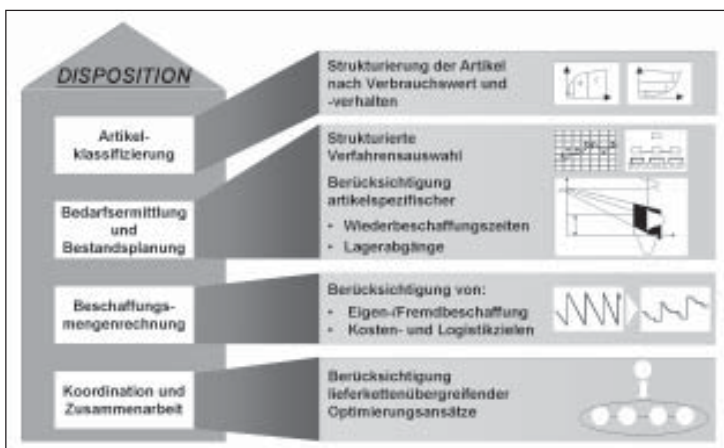 DISPOSITION
Artikel-
klassifizierung
Strukturierung der Artikel
nach Verbrauchswert und
-verhalten
Bedarfsermittlung
und
Bestandsplanung
Strukturierte
Verfahrensauswahl
Berücksichtigung
artikelspezifischer
• Wiederbeschaffungszeiten
• Lagerabgänge
Beschaffungs-
mengenrechnung
Berücksichtigung von:
• Eigen-/Fremdbeschaffung
• Kosten- und Logistikzielen
Koordination und
Zusammenarbeit
Berücksichtigung
lieferkettenübergreifender
Optimierungsansätze